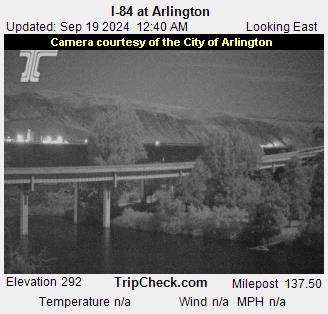 I-84 at Arlington
Updated: Sep 19 2024 12:40 AM Looking East
Camera courtesy of the City of Arlington
Elevation 292 TripCheck.com Milepost 137.50
Temperature n/a Wind n/a MPH n/a